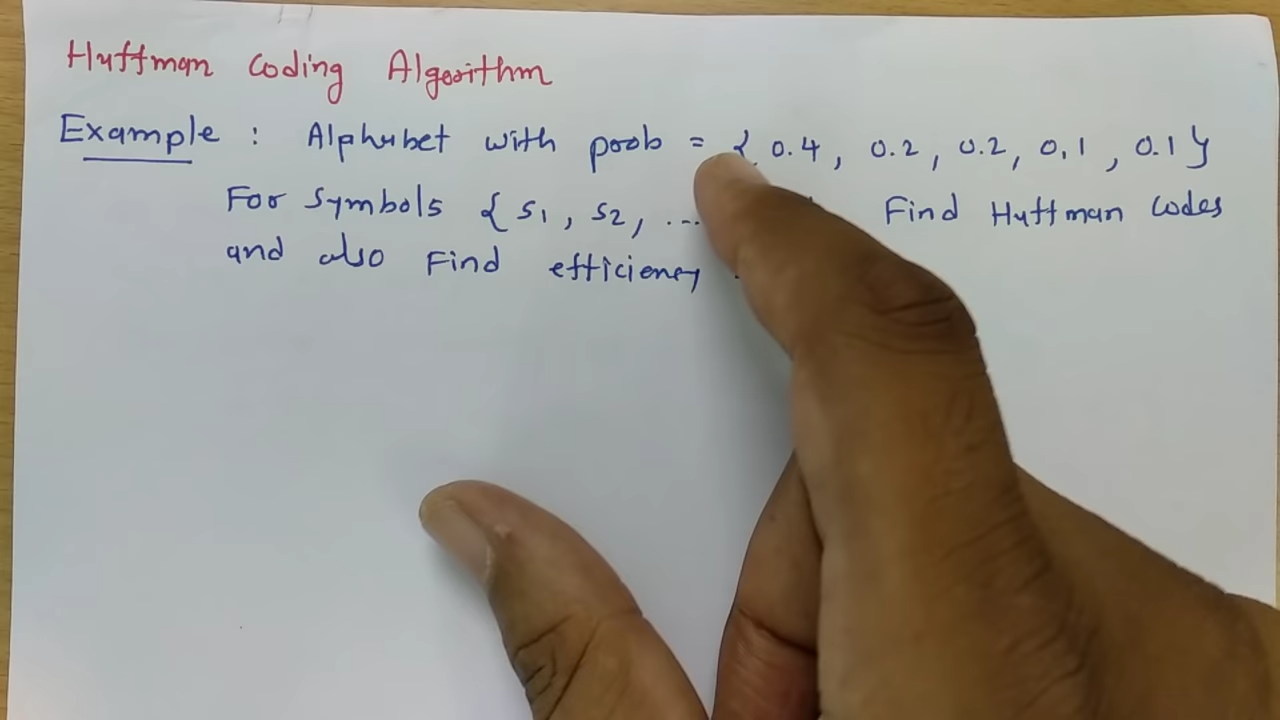 Huffman Coding Algorithm
Example : Alphabet with prob = { 0.4, 0.2, 0.2, 0.1, 0.1 }
For Symbols { S1, S2, ... Find Huffman Codes
and also Find efficiency